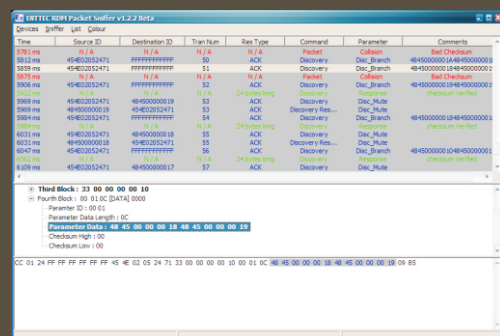 ENTTEC RDM Packet Sniffer v1.2.2 Beta
Devices Sniffer List Colour
Time Source ID Destination ID Tran Num Res Type Command Parameter Comments
5781 ms N / A N / A N / A N / A Packet Collision Bad Checksum
5812 ms 454E02052471 FFFFFFFFFFFF 50 ACK Discovery Disc_Branch 48450000001848450000001
5859 ms 454E02052471 FFFFFFFFFFFF 51 ACK Discovery Disc_Branch 48450000001848450000001
5875 ms N / A N / A N / A N / A Packet Collision Bad Checksum
5906 ms 454E02052471 FFFFFFFFFFFF 52 ACK Discovery Disc_Branch 48450000001848450000001
5922 ms N / A N / A N / A 24 bytes long Discovery Response checksum Verified
5969 ms 454E02052471 484500000019 53 ACK Discovery Disc_Mute
5969 ms 484500000019 454E02052471 53 ACK Discovery Res... Disc_Mute
5984 ms 454E02052471 FFFFFFFFFFFF 54 ACK Discovery Disc_Branch
5984 ms N / A N / A N / A 24 bytes long Discovery Response checksum Verified
6031 ms 454E02052471 484500000018 55 ACK Discovery Disc_Mute
6031 ms 484500000018 454E02052471 55 ACK Discovery Res... Disc_Mute
6047 ms 454E02052471 FFFFFFFFFFFF 56 ACK Discovery Disc_Branch
6062 ms N / A N / A N / A 24 bytes long Discovery Response checksum Verified
6109 ms 454E02052471 484500000017 57 ACK Discovery Disc_Mute
Third Block : 33 00 00 00 00 10
Fourth Block : 00 01 0C [DATA] 0000
Paramter ID : 00 01
Parameter Data Length : 0C
Parameter Data : 48 45 00 00 00 18 48 45 00 00 00 19
Checksum High : 00
Checksum Low : 00
CC 01 24 FF FF FF FF FF FF 45 4E 02 05 24 71 33 00 00 00 00 10 00 01 0C 48 45 00 00 00 18 48 45 00 00 00 19 09 B5